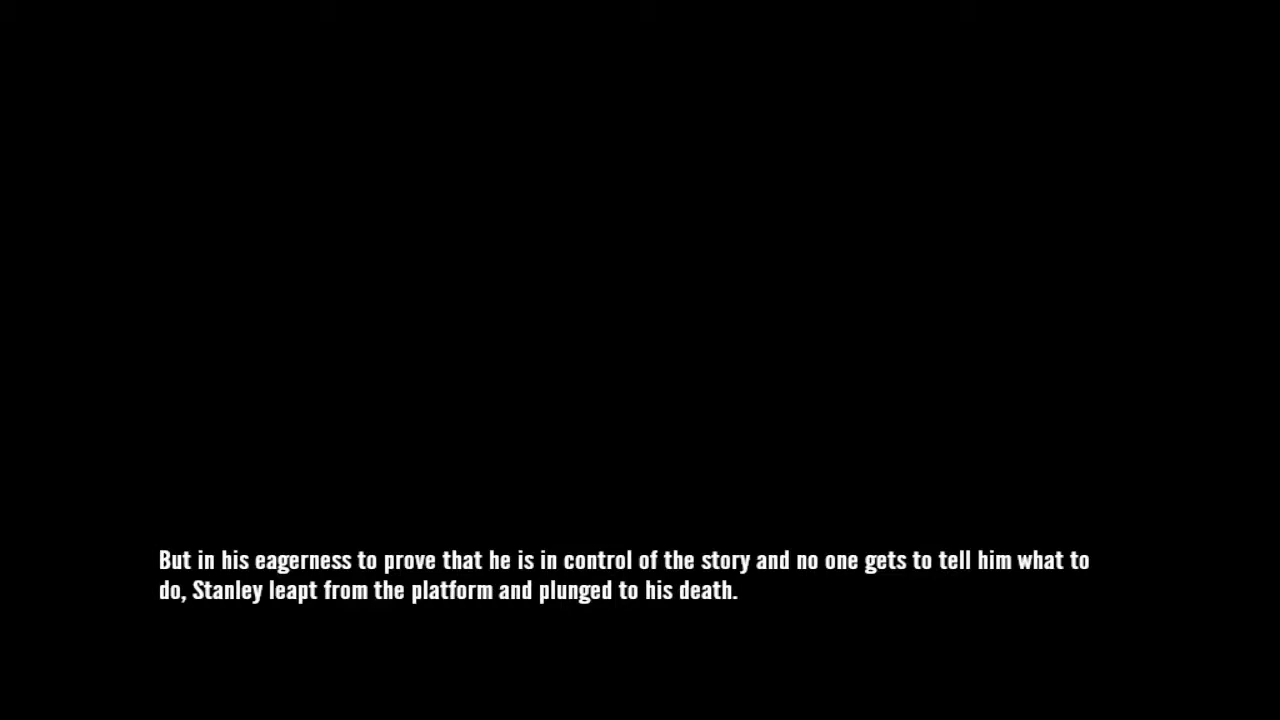 But in his eagerness to prove that he is in control of the story and no one gets to tell him what to
do, Stanley leapt from the platform and plunged to his death.